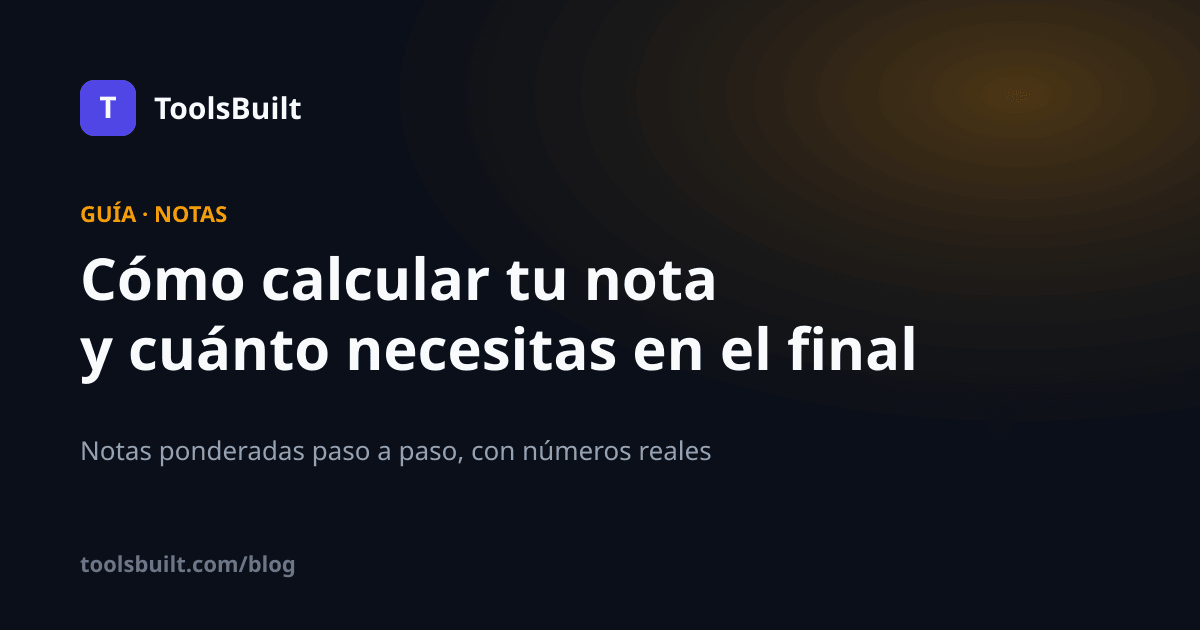 T
ToolsBuilt
GUÍA · NOTAS
Cómo calcular tu nota
y cuánto necesitas en el final
Notas ponderadas paso a paso, con números reales
toolsbuilt.com/blog